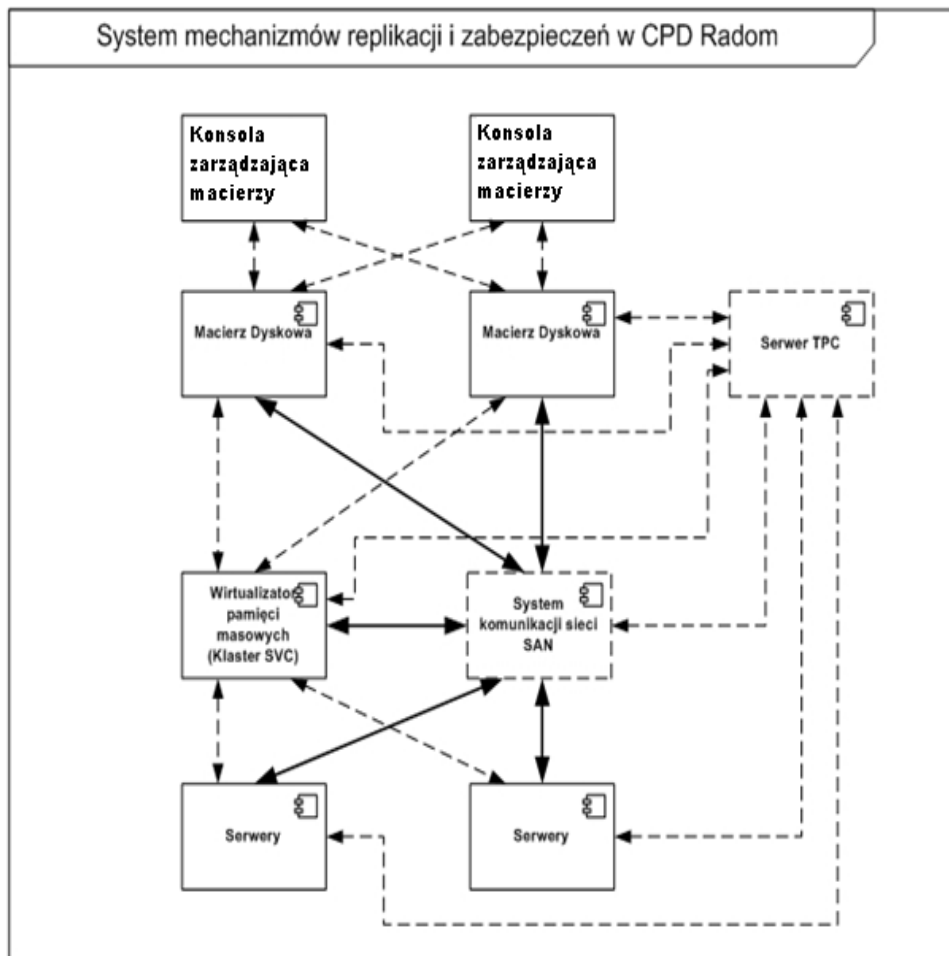 System mechanizmów replikacji i zabezpieczeń w CPD Radom
Konsola
zarządzająca
macierzy
Konsola
zarządzająca
macierzy
Macierz Dyskowa
Macierz Dyskowa
Serwer TPC
Wirtualizator
pamięci
masowych
(Klaster SVC)
System
komunikacji sieci
SAN
Serwery
Serwery